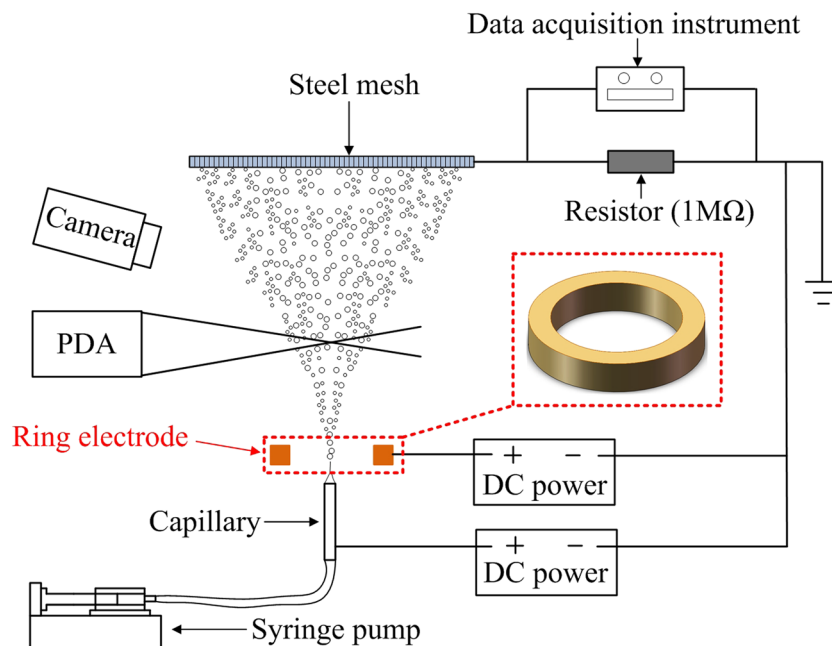 Data acquisition instrument
Steel mesh
Resistor (1MΩ)
Camera
PDA
Ring electrode
+ −
DC power
Capillary
+ −
DC power
Syringe pump